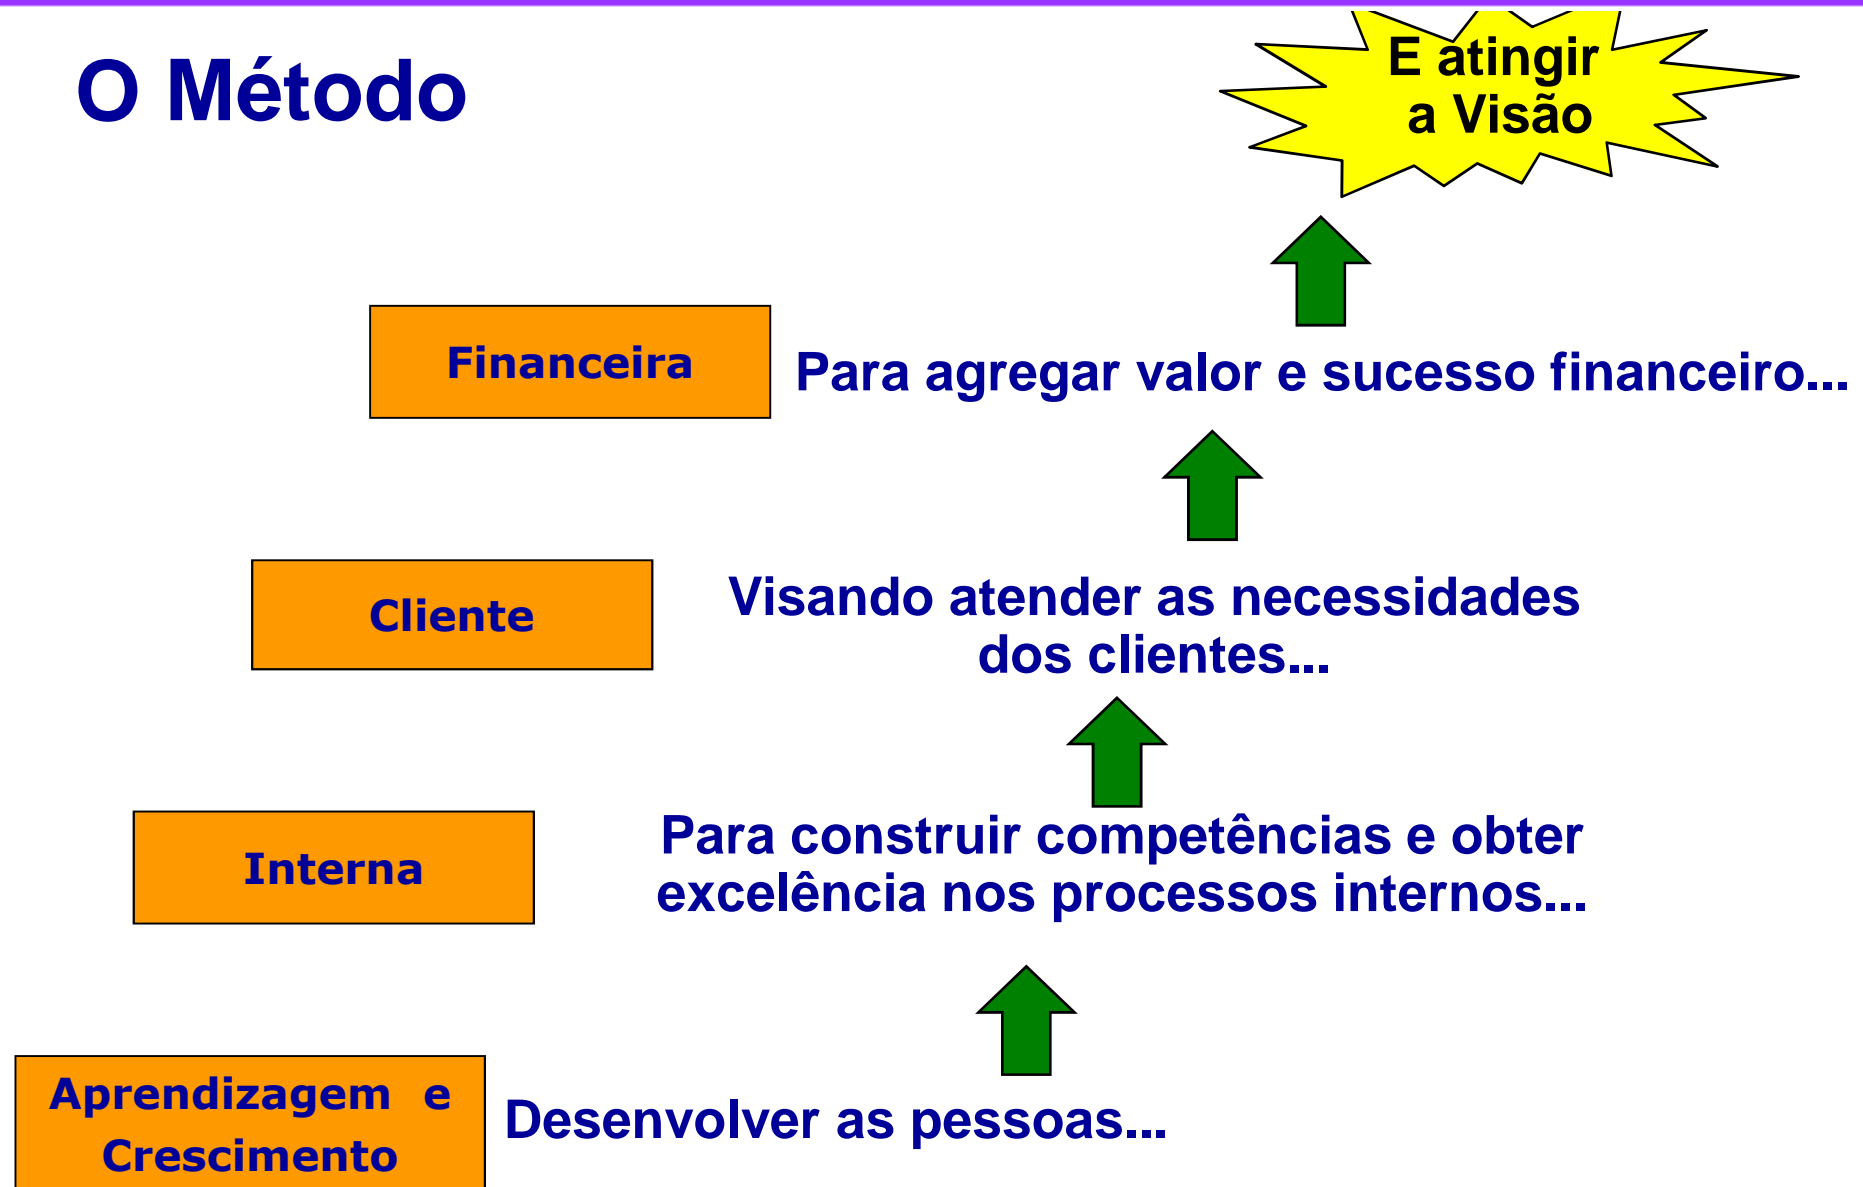 O Método
E atingir
a Visão
Financeira
Para agregar valor e sucesso financeiro...
Cliente
Visando atender as necessidades
dos clientes...
Interna
Para construir competências e obter
excelência nos processos internos...
Aprendizagem e
Crescimento
Desenvolver as pessoas...